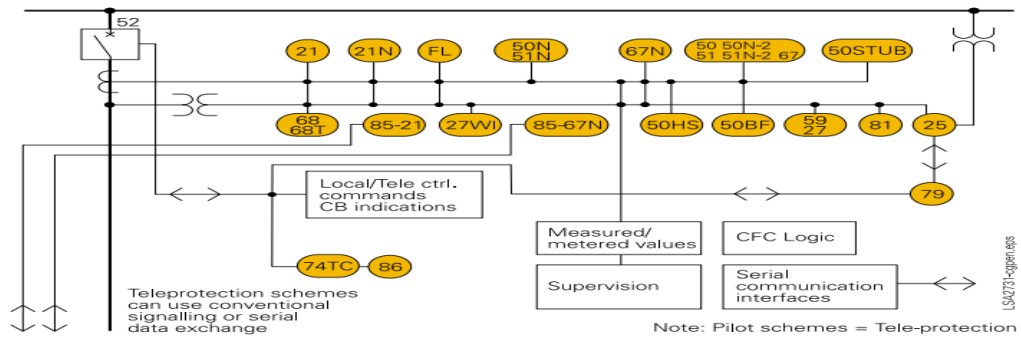 52
21
21N
FL
50N
51N
67N
50 50N-2
51 51N-2 67
50STUB
68
68T
85-21
27WI
85-67N
50HS
50BF
59
27
81
25
79
Local/Tele ctrl.
commands
CB indications
Measured/
metered values
CFC Logic
74TC
86
Supervision
Serial
communication
interfaces
Teleprotection schemes
can use conventional
signalling or serial
data exchange
LSA2731-cgpen.eps
Note: Pilot schemes = Tele-protection